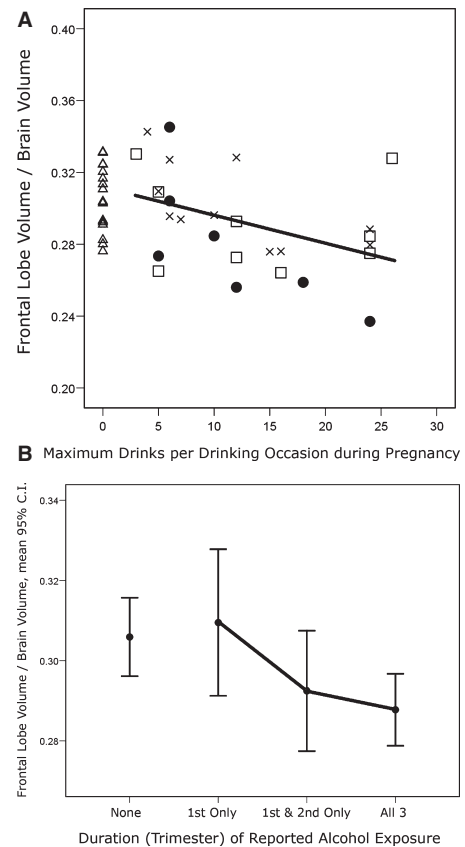 A
Frontal Lobe Volume / Brain Volume
0.40
0.36
0.32
0.28
0.24
0.20
0 5 10 15 20 25 30
Maximum Drinks per Drinking Occasion during Pregnancy
B
Frontal Lobe Volume / Brain Volume, mean 95% C.I.
0.34
0.32
0.30
0.28
None 1st Only 1st & 2nd Only All 3
Duration (Trimester) of Reported Alcohol Exposure